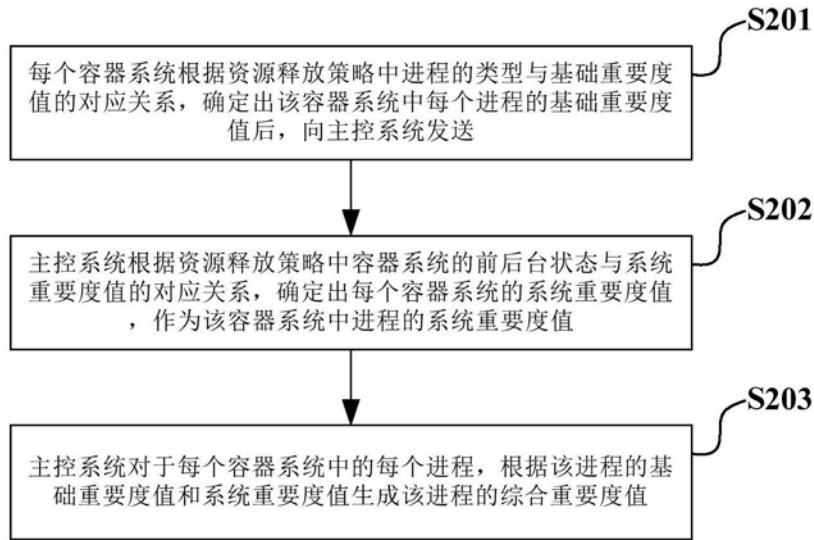 S201
每个容器系统根据资源释放策略中进程的类型与基础重要度
值的对应关系，确定出该容器系统中每个进程的基础重要度
值后，向主控系统发送
S202
主控系统根据资源释放策略中容器系统的前后台状态与系统
重要度值的对应关系，确定出每个容器系统的系统重要度值
，作为该容器系统中进程的系统重要度值
S203
主控系统对于每个容器系统中的每个进程，根据该进程的基
础重要度值和系统重要度值生成该进程的综合重要度值